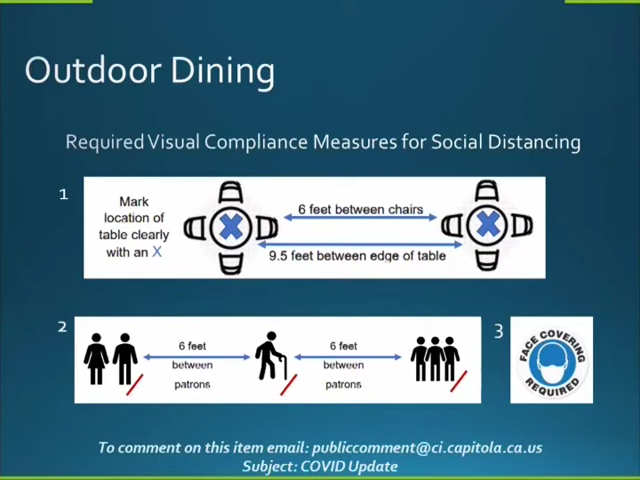 Outdoor Dining
Required Visual Compliance Measures for Social Distancing
1
Mark
location of
table clearly
with an X
X
6 feet between chairs
9.5 feet between edge of table
X
2
6 feet
between
patrons
6 feet
between
patrons
3
FACE COVERING
REQUIRED
To comment on this item email: publiccomment@ci.capitola.ca.us
Subject: COVID Update